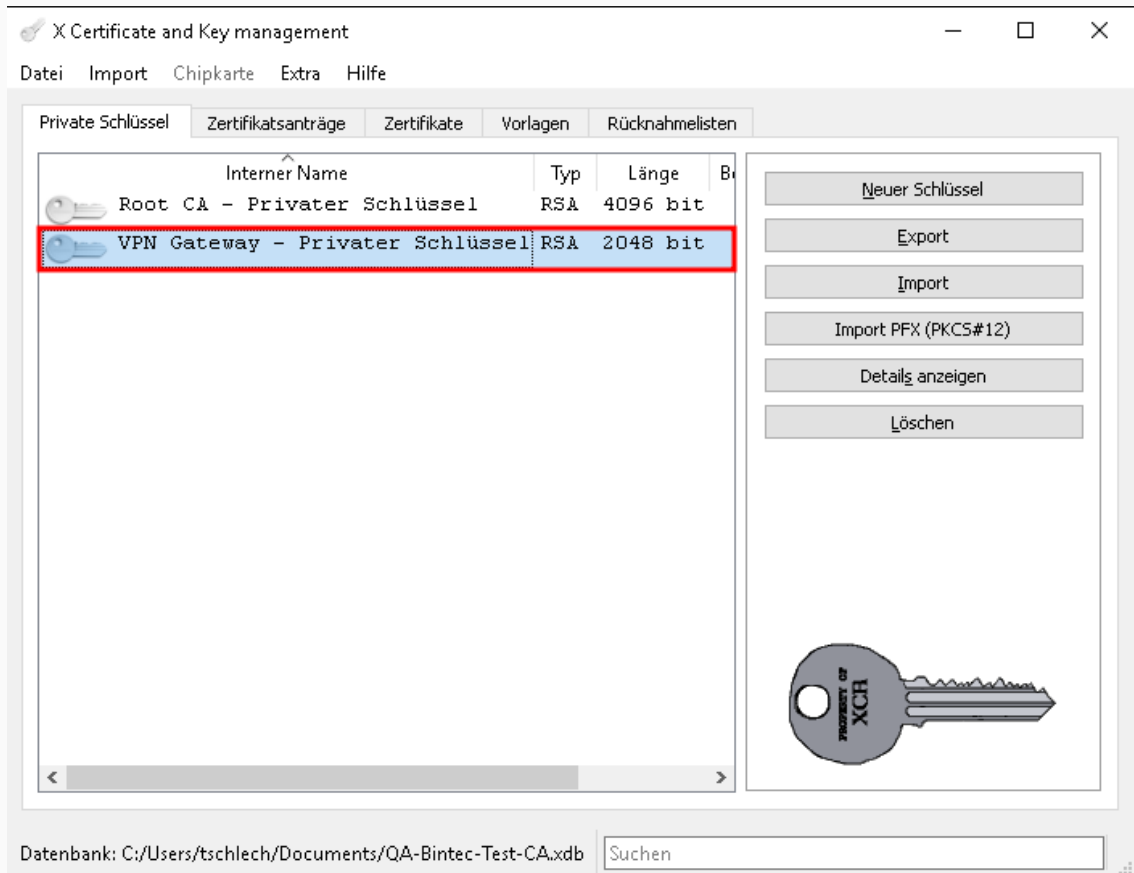 X Certificate and Key management
Datei Import Chipkarte Extra Hilfe
Private Schlüssel Zertifikatsanträge Zertifikate Vorlagen Rücknahmelisten
Interner Name Typ Länge
Root CA - Privater Schlüssel RSA 4096 bit
VPN Gateway - Privater Schlüssel RSA 2048 bit
Neuer Schlüssel
Export
Import
Import PFX (PKCS#12)
Details anzeigen
Löschen
PROPERTY OF
XCA
Datenbank: C:/Users/tschlech/Documents/QA-Bintec-Test-CA.xdb Suchen